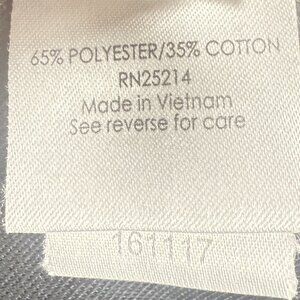 65% POLYESTER/35% COTTON
RN25214
Made in Vietnam
See reverse for care
161117